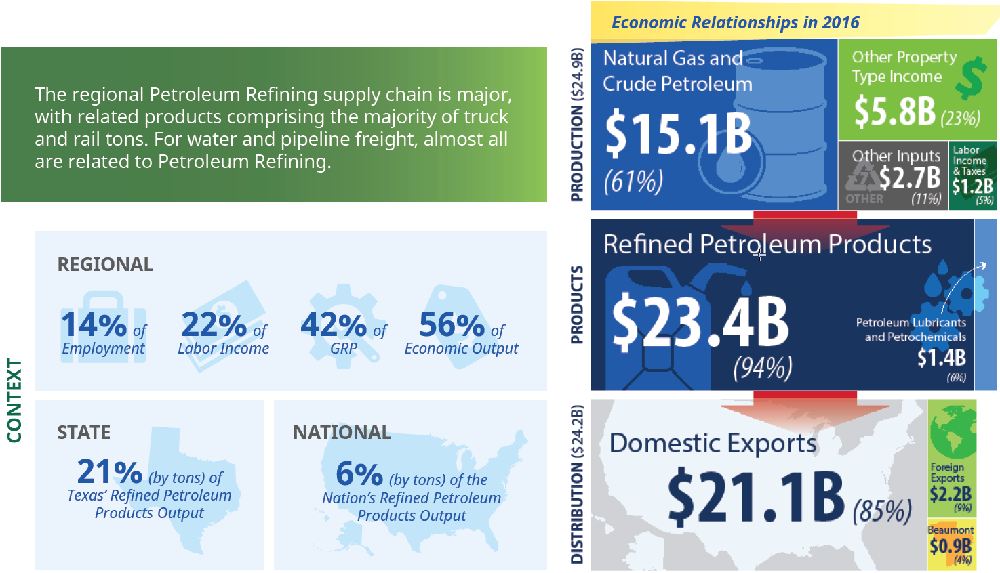 The regional Petroleum Refining supply chain is major,
with related products comprising the majority of truck
and rail tons. For water and pipeline freight, almost all
are related to Petroleum Refining.
CONTEXT
REGIONAL
14% of
Employment
22% of
Labor Income
42% of
GRP
56% of
Economic Output
STATE
21% (by tons) of
Texas’ Refined Petroleum
Products Output
NATIONAL
6% (by tons) of the
Nation’s Refined Petroleum
Products Output
Economic Relationships in 2016
PRODUCTION ($24.9B)
Natural Gas and
Crude Petroleum
$15.1B
(61%)
Other Property
Type Income
$
$5.8B (23%)
Other Inputs
$2.7B
(11%)
7
OTHER
Labor
Income
& Taxes
$1.2B
(5%)
PRODUCTS
Refined Petroleum Products
$23.4B
(94%)
Petroleum Lubricants
and Petrochemicals
$1.4B
(6%)
DISTRIBUTION ($24.2B)
Domestic Exports
$21.1B (85%)
Foreign
Exports
$2.2B
(9%)
Beaumont
$0.9B
(4%)